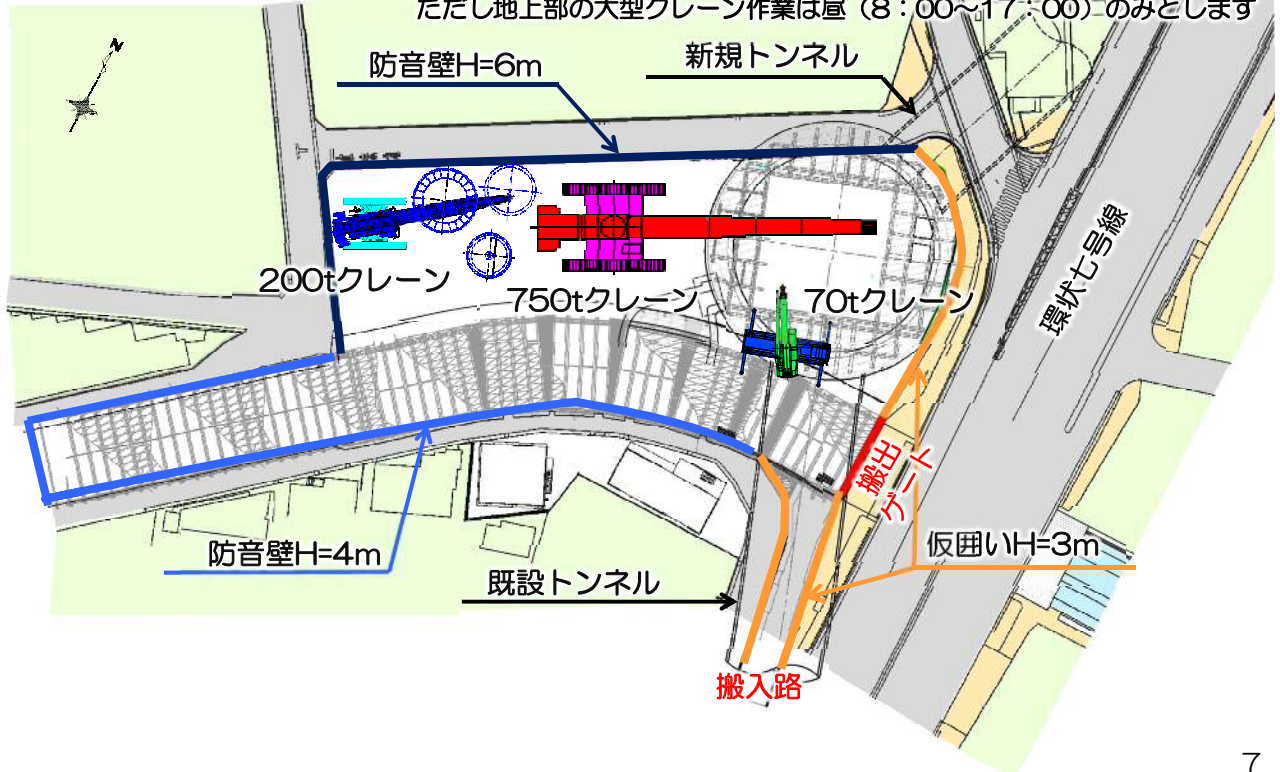 ただし地上部の大型クレーン作業は昼（8：00～17：00）のみとします
N
防音壁H=6m
新規トンネル
200tクレーン
750tクレーン
70tクレーン
環状七号線
搬出
ゲート
防音壁H=4m
仮囲いH=3m
既設トンネル
搬入路
7